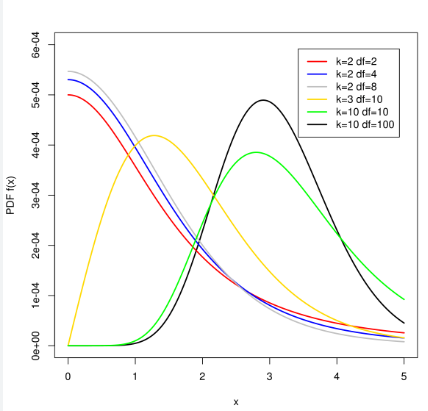 6e-04
5e-04
4e-04
3e-04
2e-04
1e-04
0e+00
PDF f(x)
k=2 df=2
k=2 df=4
k=2 df=8
k=3 df=10
k=10 df=10
k=10 df=100
0 1 2 3 4 5
x